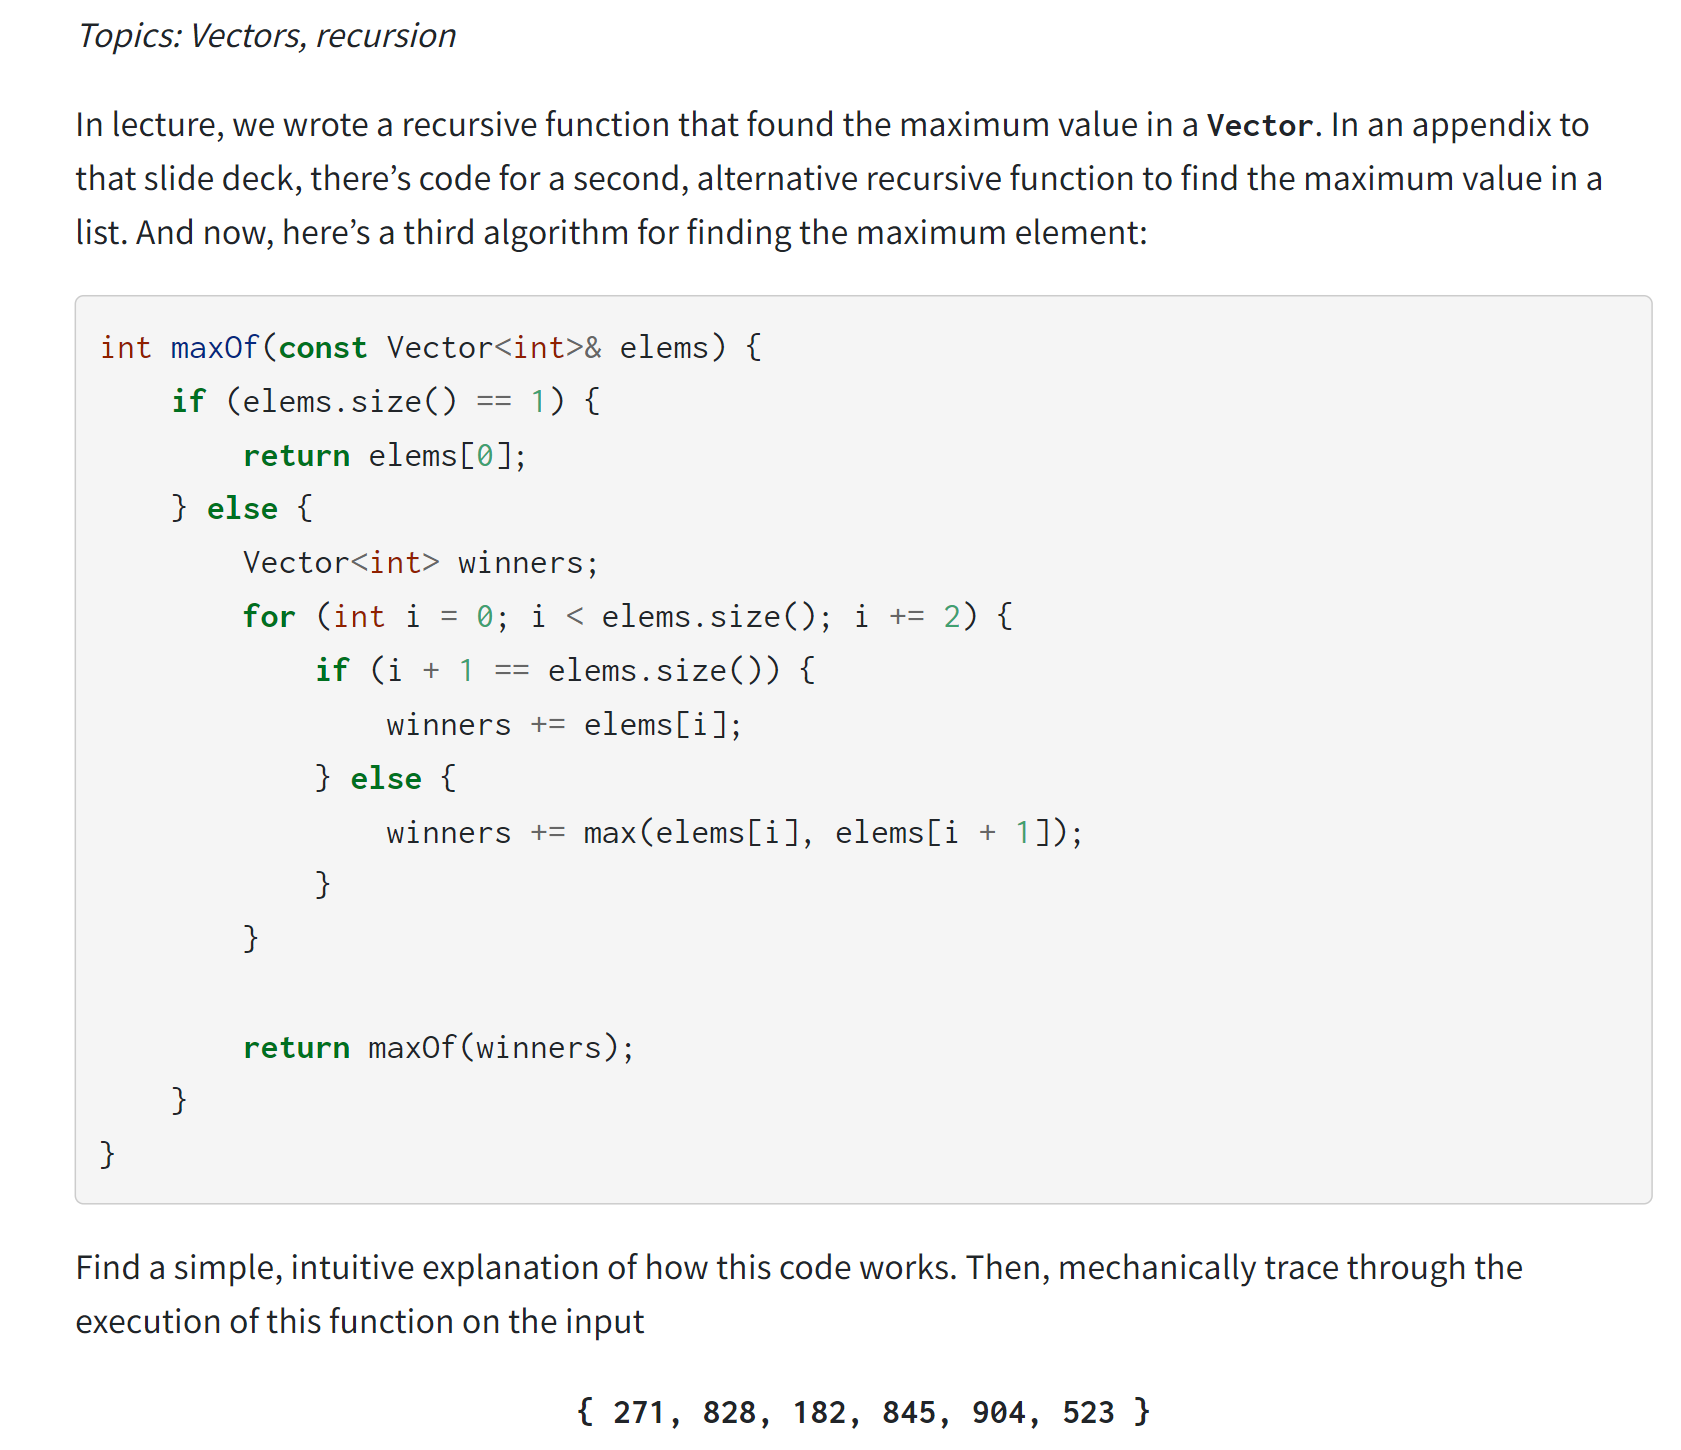 Topics: Vectors, recursion
In lecture, we wrote a recursive function that found the maximum value in a Vector. In an appendix to
that slide deck, there’s code for a second, alternative recursive function to find the maximum value in a
list. And now, here’s a third algorithm for finding the maximum element:
int maxOf(const Vector<int>& elems) {
    if (elems.size() == 1) {
        return elems[0];
    } else {
        Vector<int> winners;
        for (int i = 0; i < elems.size(); i += 2) {
            if (i + 1 == elems.size()) {
                winners += elems[i];
            } else {
                winners += max(elems[i], elems[i + 1]);
            }
        }

        return maxOf(winners);
    }
}
Find a simple, intuitive explanation of how this code works. Then, mechanically trace through the
execution of this function on the input
{ 271, 828, 182, 845, 904, 523 }